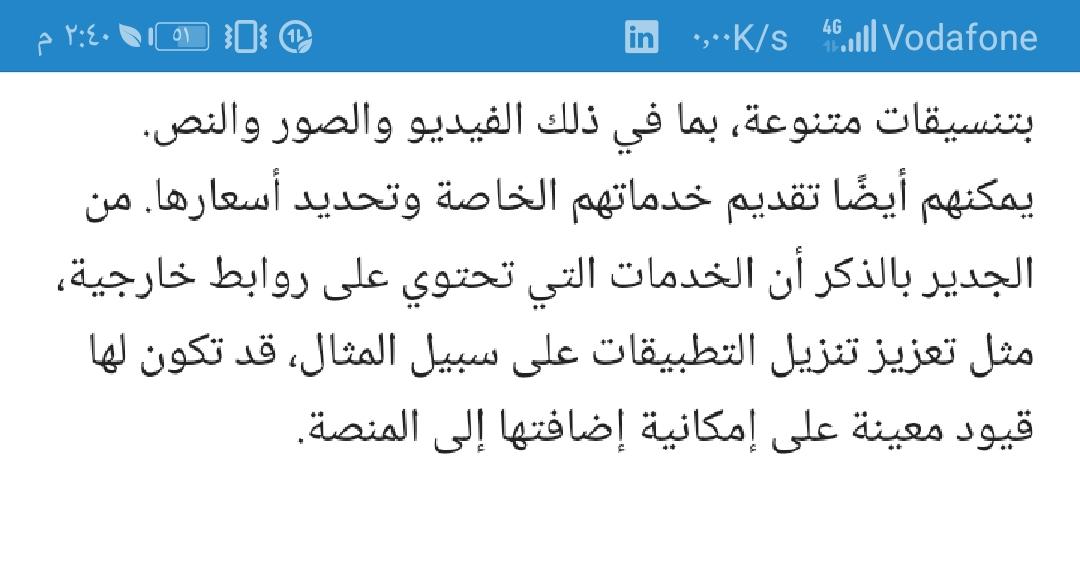 ٢:٤٠ م ٥١ ٠,٠٠K/s 4G Vodafone
بتنسيقات متنوعة، بما في ذلك الفيديو والصور والنص.
يمكنهم أيضًا تقديم خدماتهم الخاصة وتحديد أسعارها. من
الجدير بالذكر أن الخدمات التي تحتوي على روابط خارجية،
مثل تعزيز تنزيل التطبيقات على سبيل المثال، قد تكون لها
قيود معينة على إمكانية إضافتها إلى المنصة.